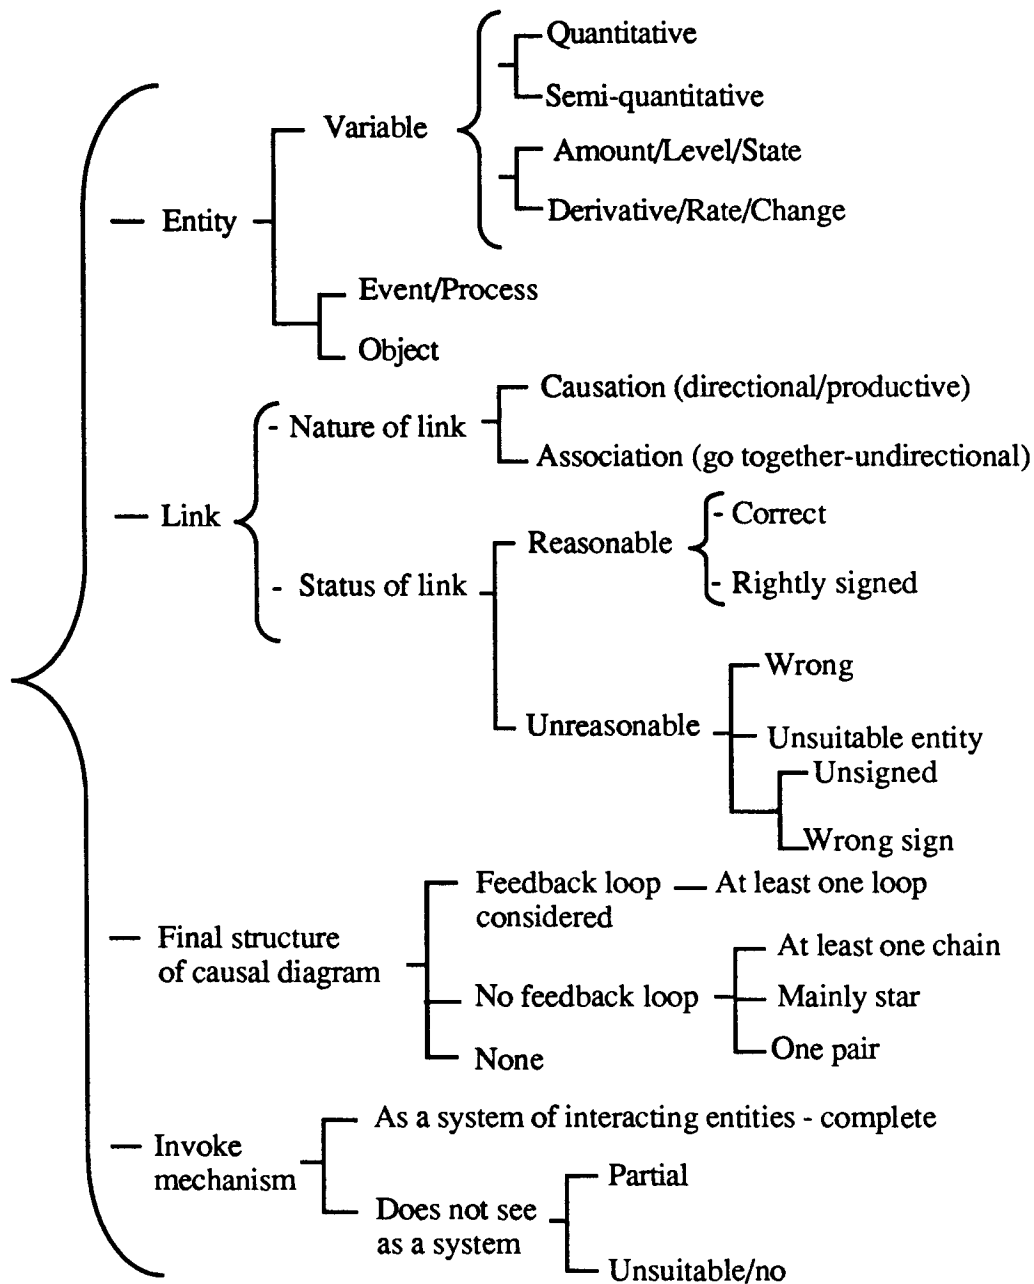 Quantitative
Semi-quantitative
Variable
Amount/Level/State
Derivative/Rate/Change
Entity
Event/Process
Object
Causation (directional/productive)
- Nature of link
Association (go together-undirectional)
Link
- Correct
Reasonable
- Rightly signed
- Status of link
Wrong
Unreasonable
Unsuitable entity
Unsigned
Wrong sign
Feedback loop
considered
At least one loop
Final structure
of causal diagram
At least one chain
No feedback loop
Mainly star
One pair
None
As a system of interacting entities - complete
Invoke
mechanism
Partial
Does not see
as a system
Unsuitable/no